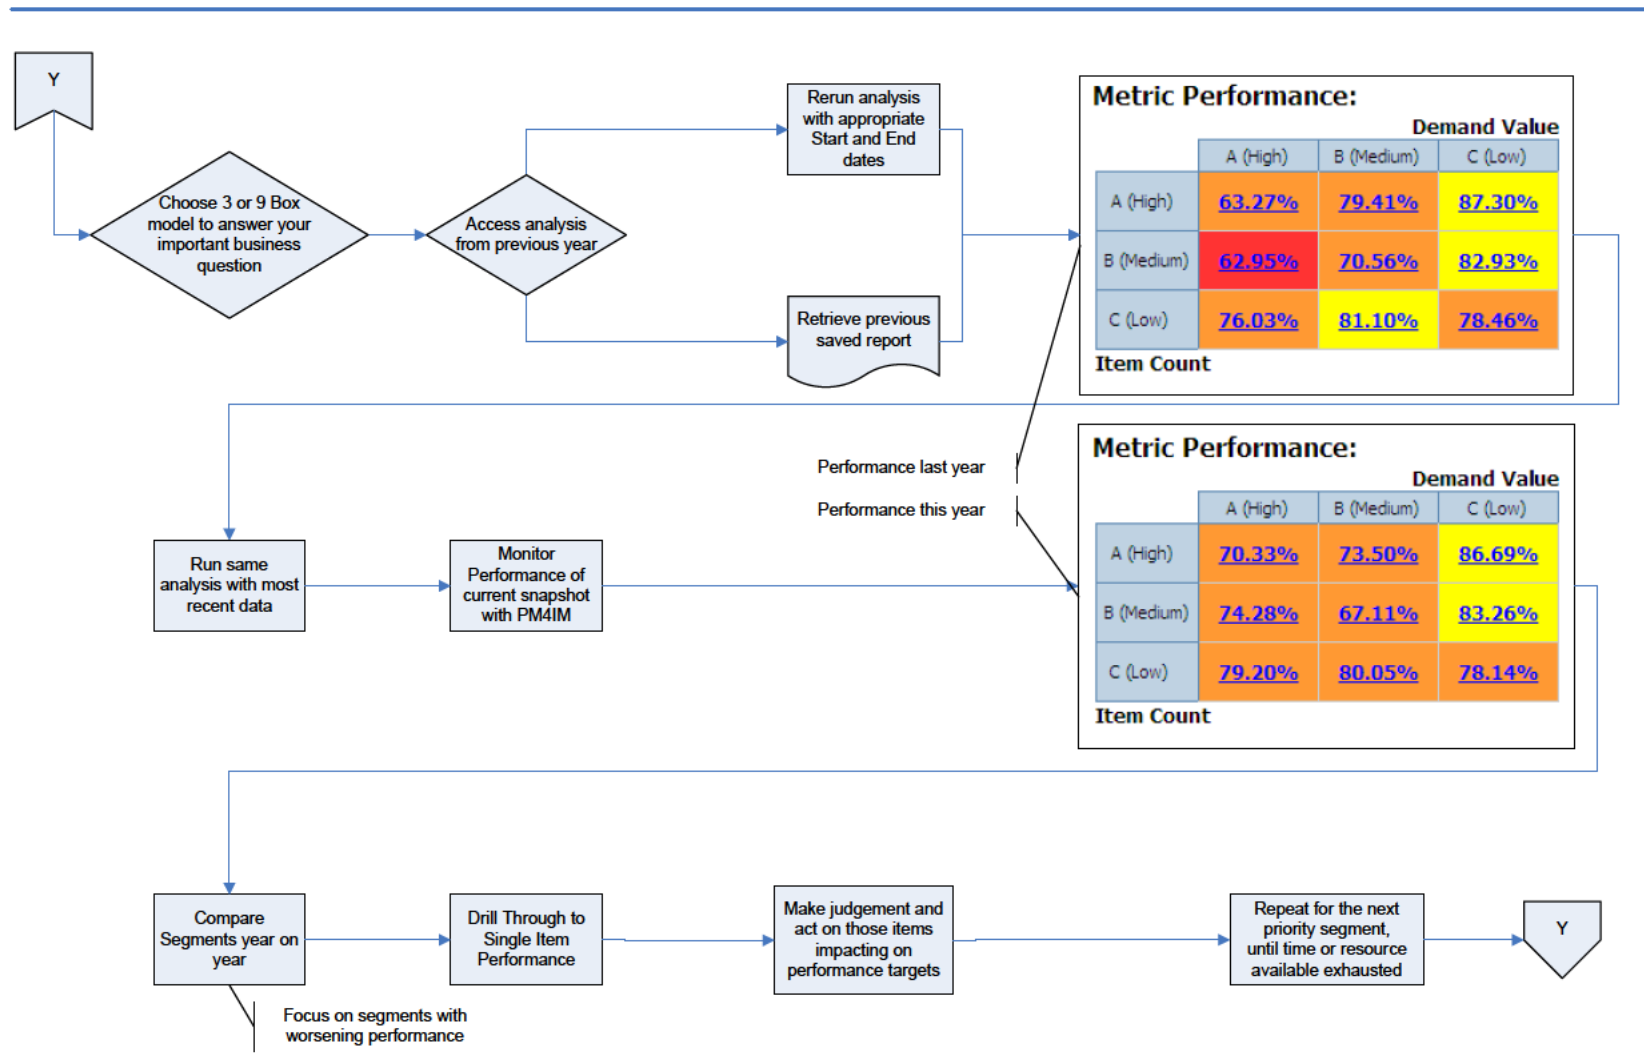 Y
Choose 3 or 9 Box
model to answer your
important business
question
Access analysis
from previous year
Rerun analysis
with appropriate
Start and End
dates
Retrieve previous
saved report
Metric Performance:
Demand Value
A (High) B (Medium) C (Low)
A (High) 63.27% 79.41% 87.30%
B (Medium) 62.95% 70.56% 82.93%
C (Low) 76.03% 81.10% 78.46%
Item Count
Performance last year
Performance this year
Run same
analysis with most
recent data
Monitor
Performance of
current snapshot
with PM4IM
Metric Performance:
Demand Value
A (High) B (Medium) C (Low)
A (High) 70.33% 73.50% 86.69%
B (Medium) 74.28% 67.11% 83.26%
C (Low) 79.20% 80.05% 78.14%
Item Count
Compare
Segments year on
year
Focus on segments with
worsening performance
Drill Through to
Single Item
Performance
Make judgement and
act on those items
impacting on
performance targets
Repeat for the next
priority segment,
until time or resource
available exhausted
Y